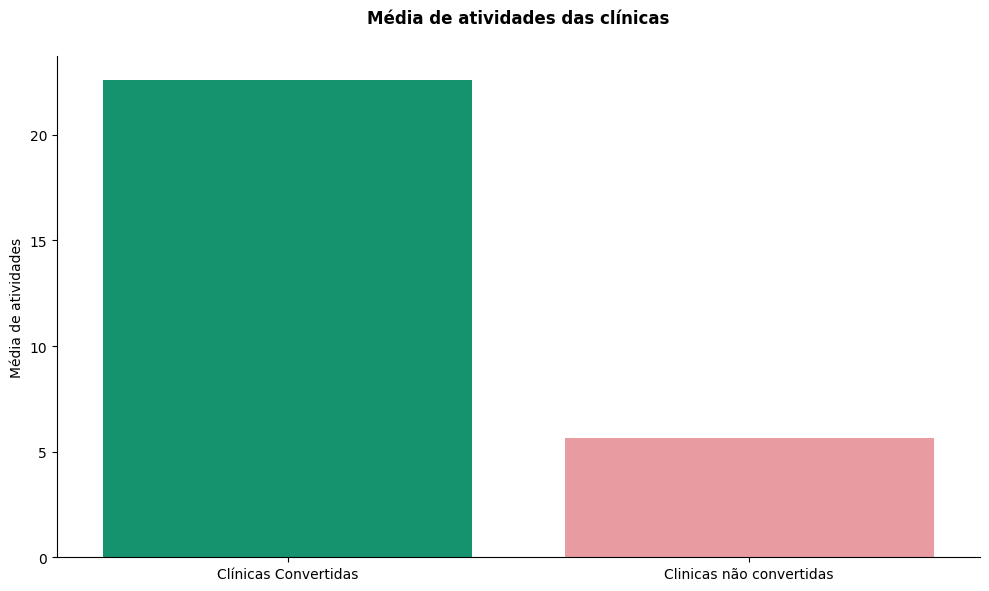 Média de atividades das clínicas
Média de atividades
20
15
10
5
0
Clínicas Convertidas
Clinicas não convertidas